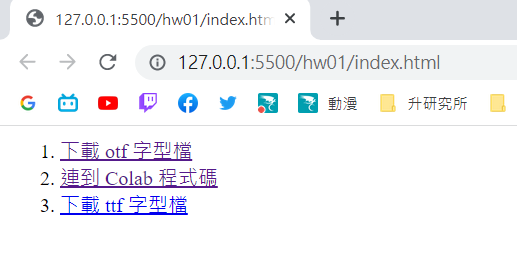 127.0.0.1:5500/hw01/index.htm
127.0.0.1:5500/hw01/index.html
動漫
升研究所
1. 下載 otf 字型檔
2. 連到 Colab 程式碼
3. 下載 ttf 字型檔